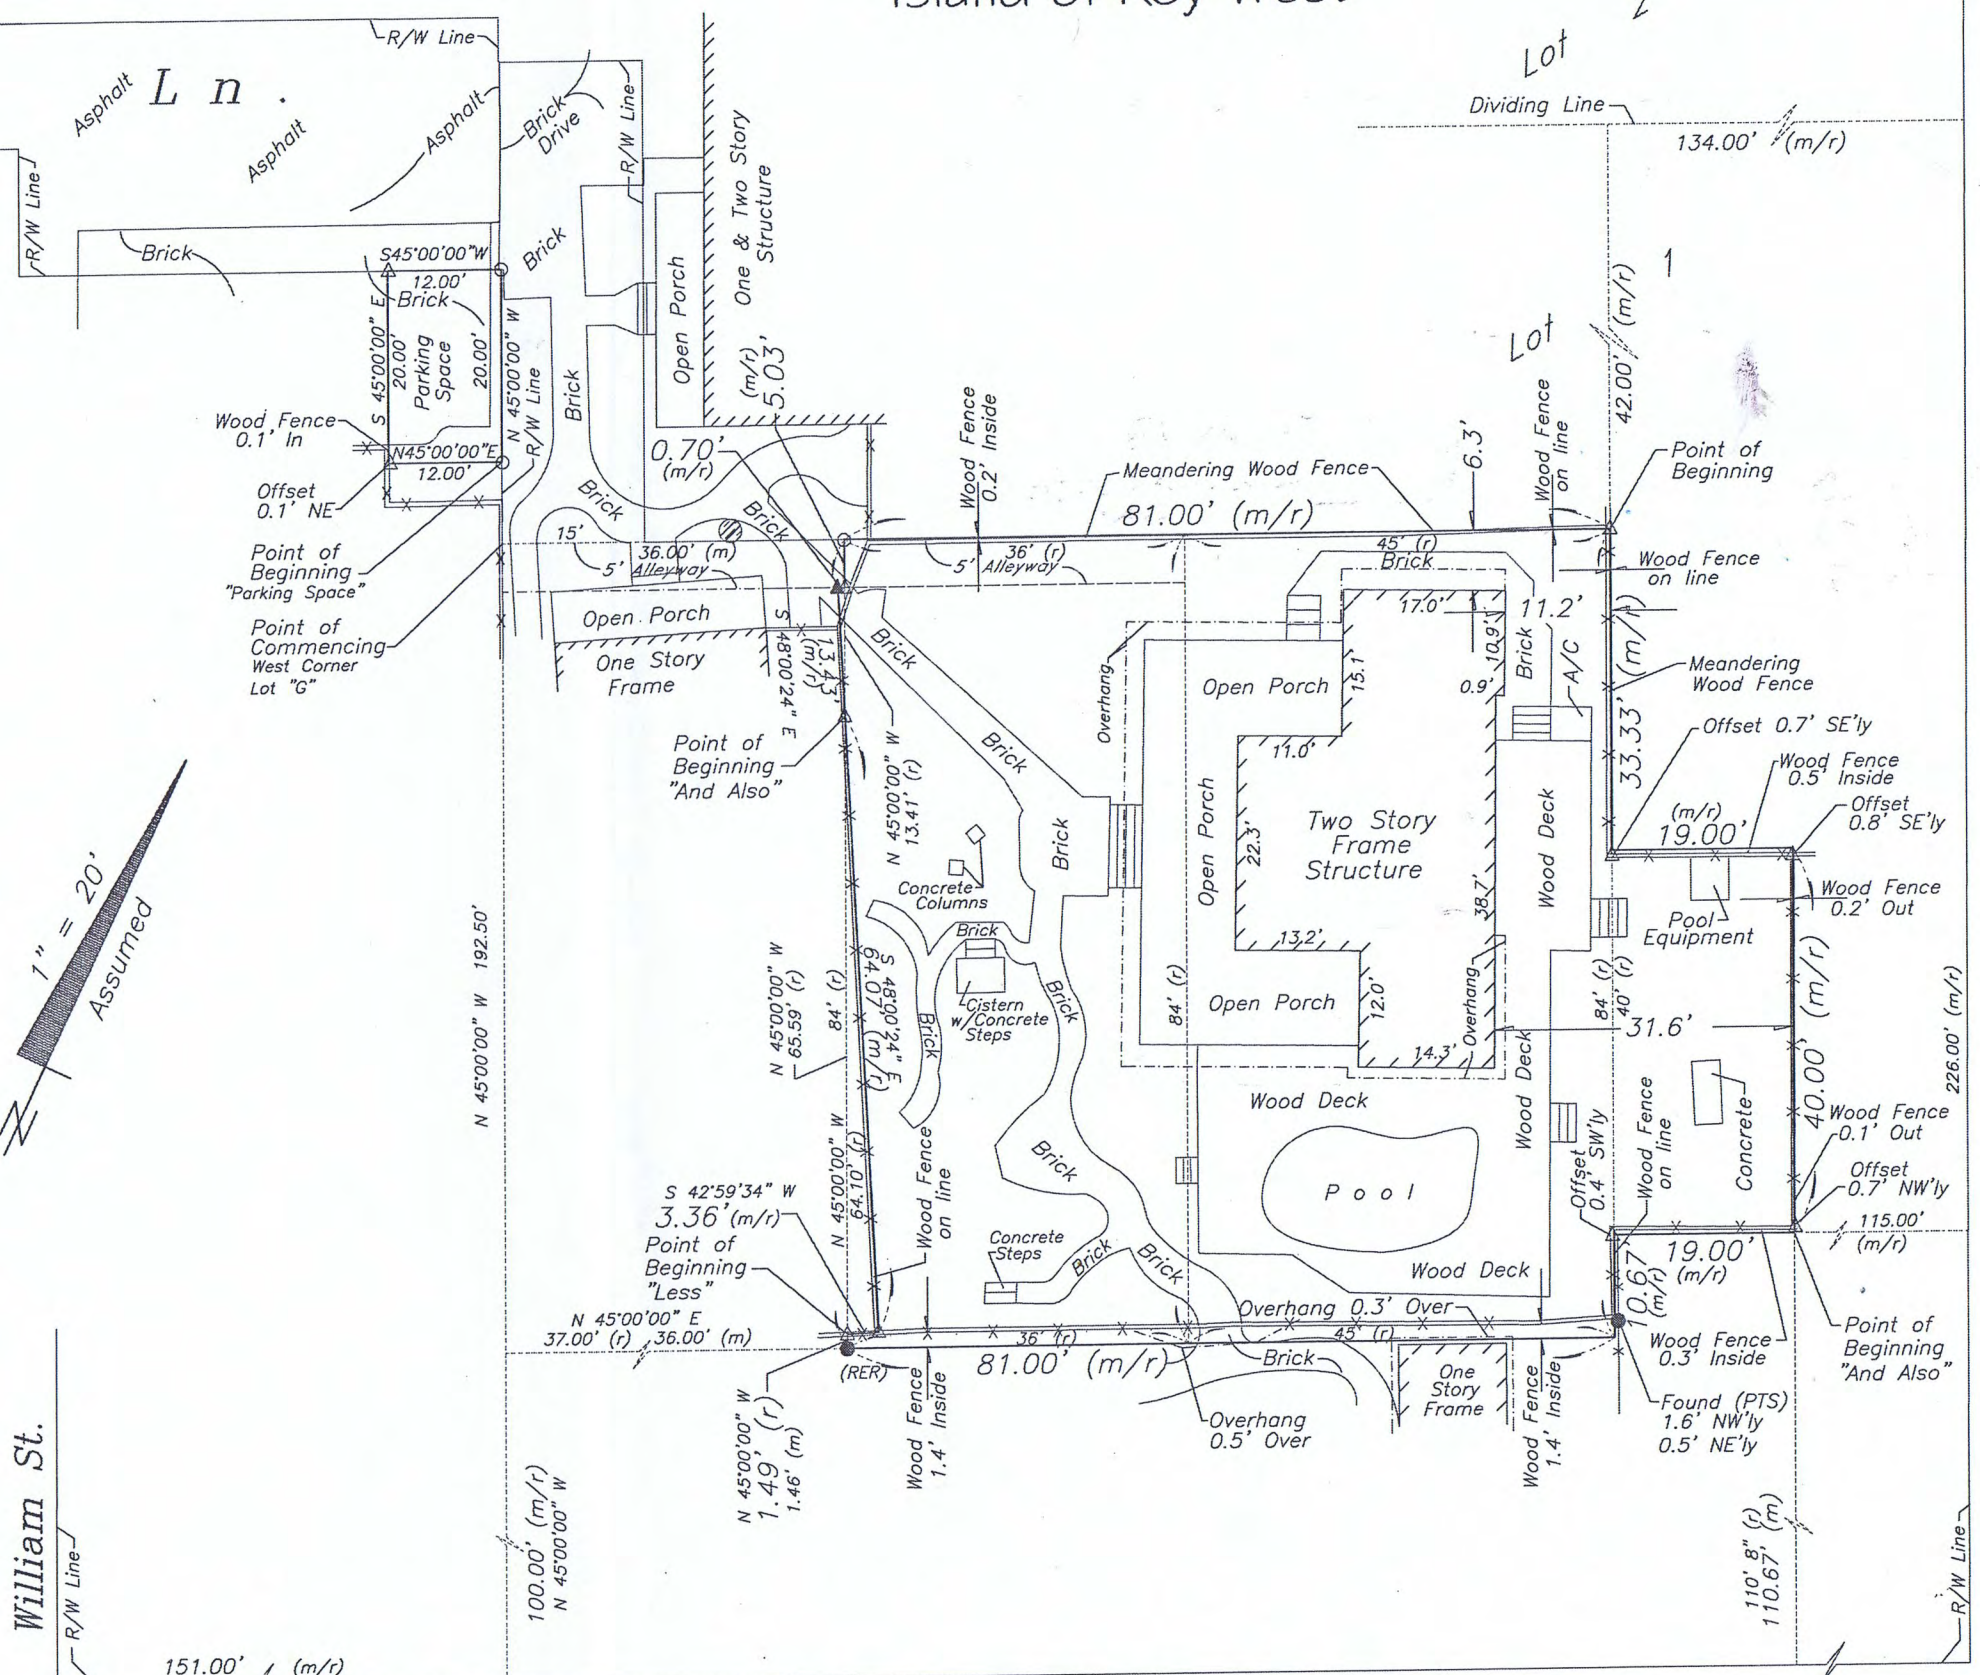 Island of Key West
R/W Line
Ln.
Asphalt
Asphalt
Asphalt
Brick
Drive
R/W Line
R/W Line
Brick
Brick
S45°00'00"W
12.00'
Brick
S 45°00'00" E
20.00'
Parking
Space
20.00'
N 45°00'00" W
R/W Line
N45°00'00"E
12.00'
Wood Fence
0.1' In
Offset
0.1' NE
Point of
Beginning
"Parking Space"
Point of
Commencing
West Corner
Lot "G"
Brick
Open Porch
One & Two Story
Structure
(m/r)
5.03'
0.70'
(m/r)
Brick
Brick
15'
36.00' (m)
5' Alleyway
Open Porch
One Story
Frame
S 48°00'24" E
13.43'
(m/r)
Wood Fence
0.2' Inside
Meandering Wood Fence
81.00' (m/r)
36' (r)
5' Alleyway
45' (r)
Brick
6.3'
Wood Fence
on line
Lot
Dividing Line
134.00' (m/r)
1
Lot
42.00' (m/r)
Point of
Beginning
Wood Fence
on line
11.2'
Meandering
Wood Fence
(m/r)
33.33'
Offset 0.7' SE'ly
Wood Fence
0.5' Inside
(m/r)
19.00'
Offset
0.8' SE'ly
Wood Fence
0.2' Out
Pool
Equipment
17.0'
10.9'
Brick
A/C
0.9'
15.1
Open Porch
Overhang
11.0'
Open Porch
22.3'
Two Story
Frame
Structure
38.7'
Wood Deck
13.2'
Open Porch
12.0'
14.3'
Overhang
31.6'
84' (r)
40' (r)
84' (r)
40.00' (m/r)
226.00' (m/r)
Brick
Brick
Brick
Point of
Beginning
"And Also"
N 45°00'00" W
13.41' (r)
Concrete
Columns
Brick
Cistern
w/Concrete
Steps
Brick
Brick
S 48°00'24" E
64.07' (m/r)
84' (r)
N 45°00'00" W
65.59' (r)
N 45°00'00" W 192.50'
1" = 20'
Assumed
N
Wood Deck
Wood Deck
Pool
Offset
0.4' SW'ly
Wood Fence
on line
Concrete
Wood Fence
0.1' Out
Offset
0.7' NW'ly
115.00'
(m/r)
19.00'
(m/r)
10.67'
(m/r)
Brick
N 45°00'00" W
64.10' (r)
Wood Fence
on line
S 42°59'34" W
3.36' (m/r)
Point of
Beginning
"Less"
N 45°00'00" E
37.00' (r) 36.00' (m)
Concrete
Steps
Brick
Brick
Wood Deck
Overhang 0.3' Over
36' (r)
45' (r)
81.00' (m/r)
(RER)
Brick
One
Story
Frame
Wood Fence
0.3' Inside
Point of
Beginning
"And Also"
Found (PTS)
1.6' NW'ly
0.5' NE'ly
Overhang
0.5' Over
Wood Fence
1.4' Inside
Wood Fence
1.4' Inside
N 45°00'00" W
1.49' (r)
1.46' (m)
100.00' (m/r)
N 45°00'00" W
110' 8" (r)
110.67' (m)
R/W Line
William St.
R/W Line
151.00' (m/r)